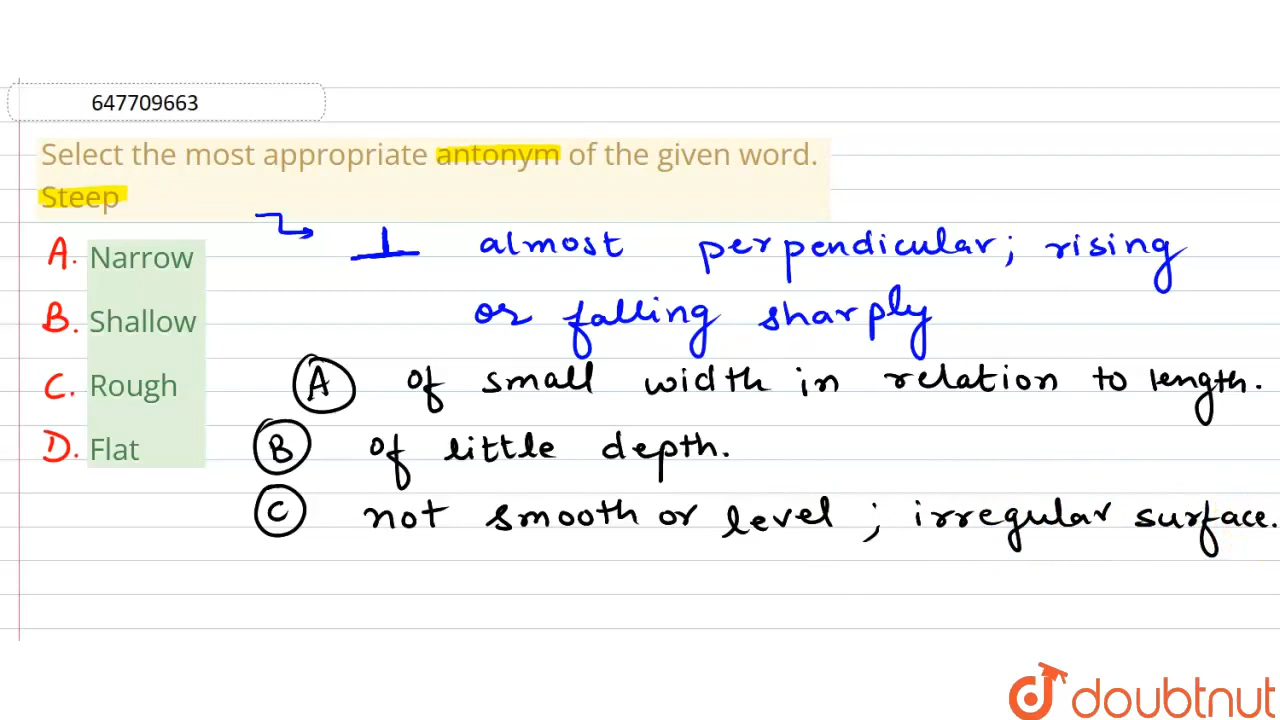 647709663
Select the most appropriate antonym of the given word.
Steep
⊥ almost perpendicular; rising
or falling sharply
A. Narrow
B. Shallow
C. Rough
D. Flat
A of small width in relation to length.
B of little depth.
C not smooth or level; irregular surface.
doubtnut